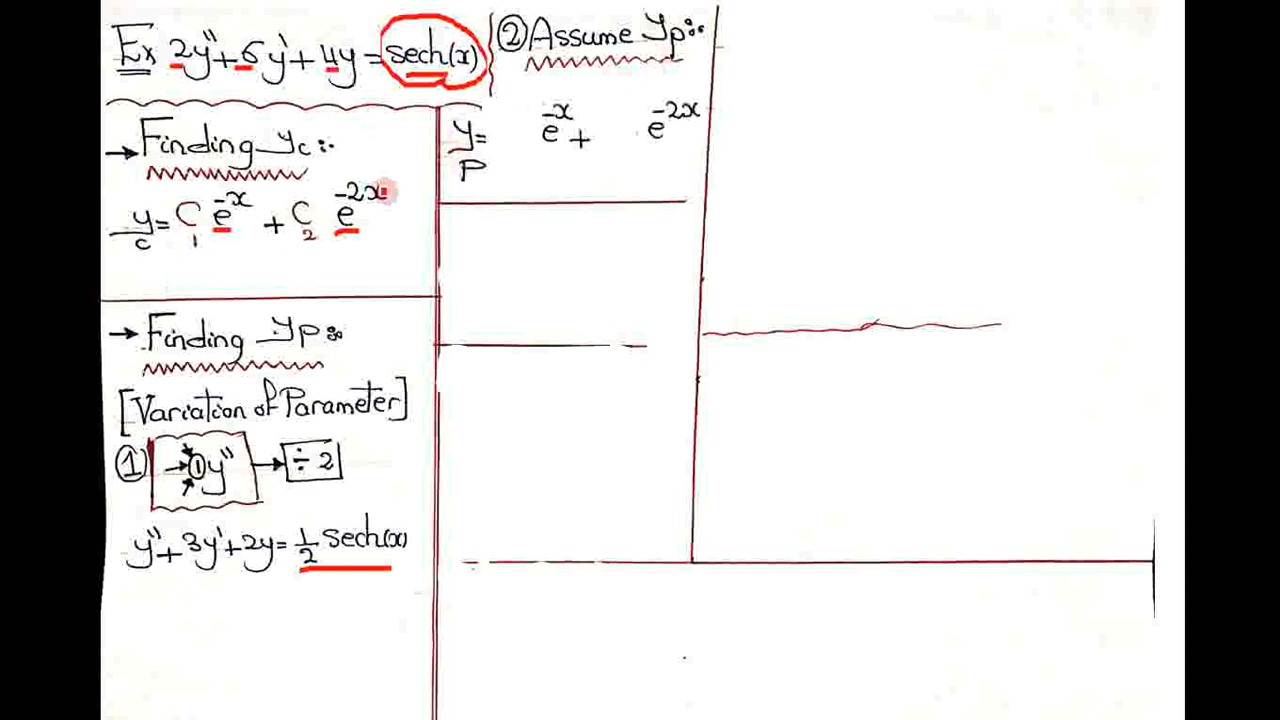 Ex 2y''+6y'+4y=sech(x)
→ Finding yc:-
yc = C1 e^-x + C2 e^-2x
→ Finding yp:
[Variation of Parameter]
① →①y'' → ÷ 2
y''+3y'+2y=1/2 sech(x)
② Assume yp:
yp= e^-x + e^-2x